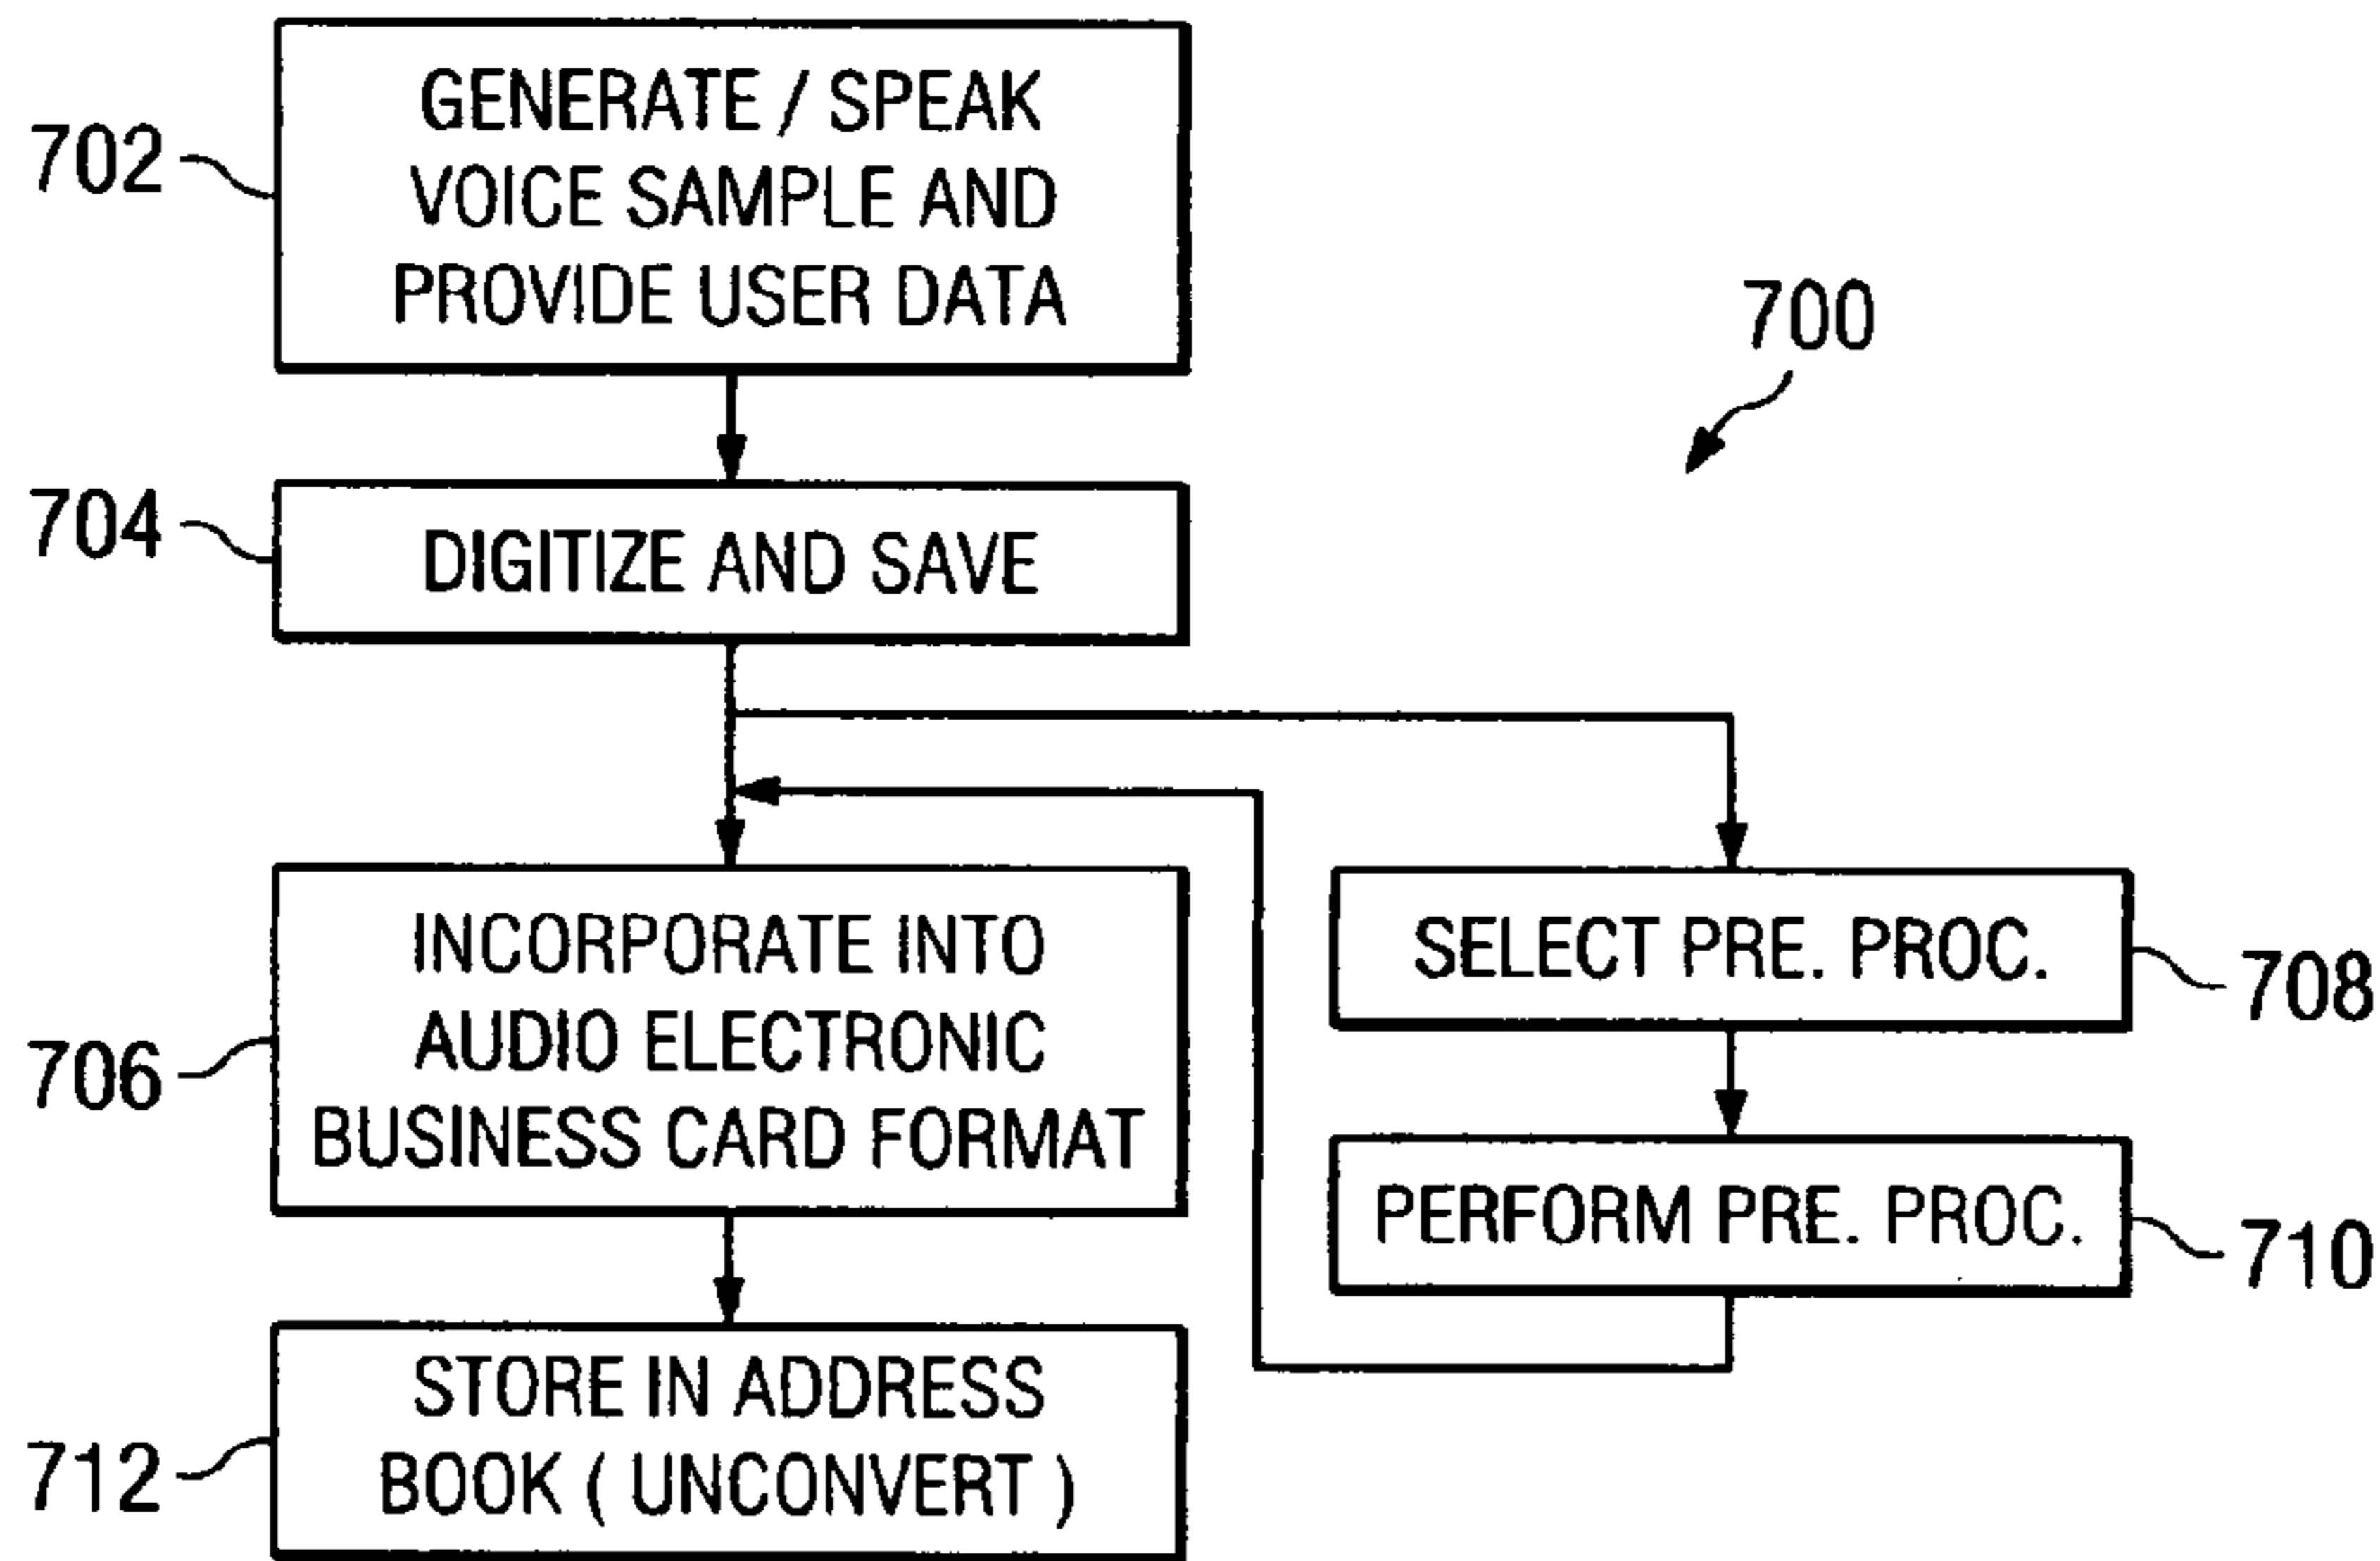 702
GENERATE / SPEAK
VOICE SAMPLE AND
PROVIDE USER DATA
700
704
DIGITIZE AND SAVE
706
INCORPORATE INTO
AUDIO ELECTRONIC
BUSINESS CARD FORMAT
SELECT PRE. PROC.
708
PERFORM PRE. PROC.
710
712
STORE IN ADDRESS
BOOK ( UNCONVERT )